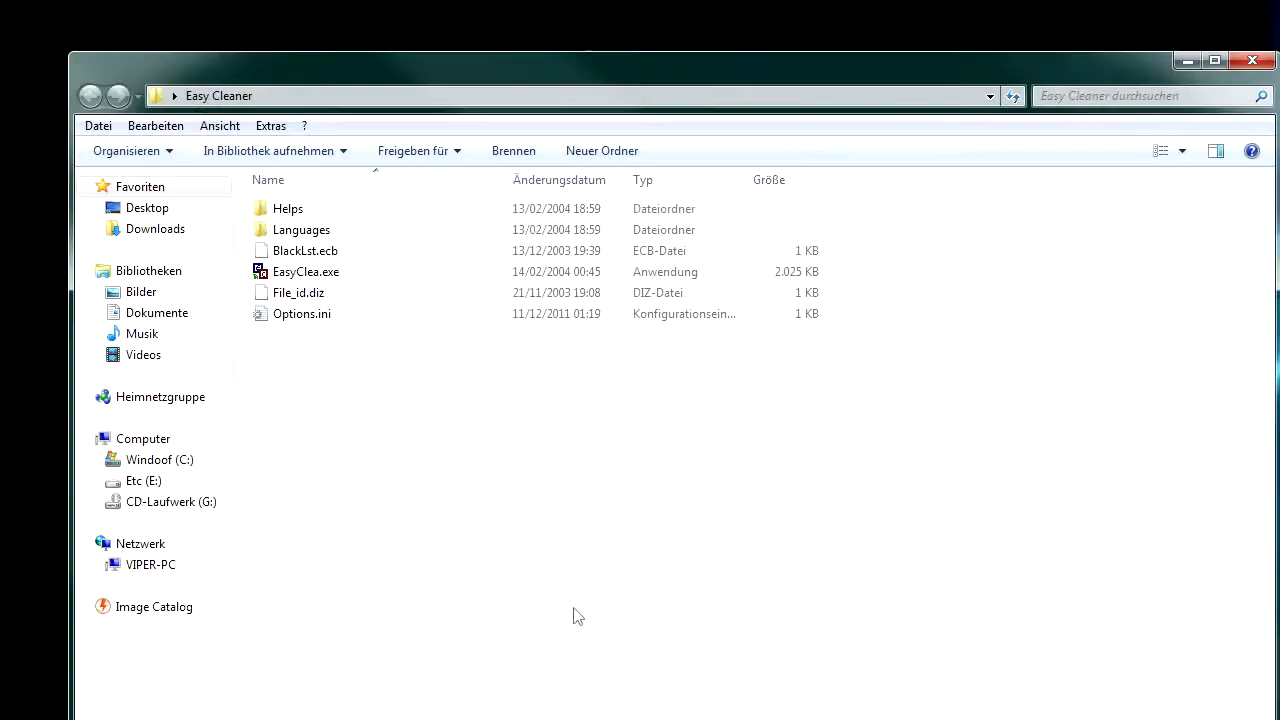 Easy Cleaner
Easy Cleaner durchsuchen
Datei Bearbeiten Ansicht Extras ?
Organisieren In Bibliothek aufnehmen Freigeben für Brennen Neuer Ordner
Name Änderungsdatum Typ Größe
Favoriten
Desktop
Downloads
Bibliotheken
Bilder
Dokumente
Musik
Videos
Heimnetzgruppe
Computer
Windoof (C:)
Etc (E:)
CD-Laufwerk (G:)
Netzwerk
VIPER-PC
Image Catalog
Helps 13/02/2004 18:59 Dateiordner
Languages 13/02/2004 18:59 Dateiordner
BlackLst.ecb 13/12/2003 19:39 ECB-Datei 1 KB
EasyClea.exe 14/02/2004 00:45 Anwendung 2.025 KB
File_id.diz 21/11/2003 19:08 DIZ-Datei 1 KB
Options.ini 11/12/2011 01:19 Konfigurationsein... 1 KB